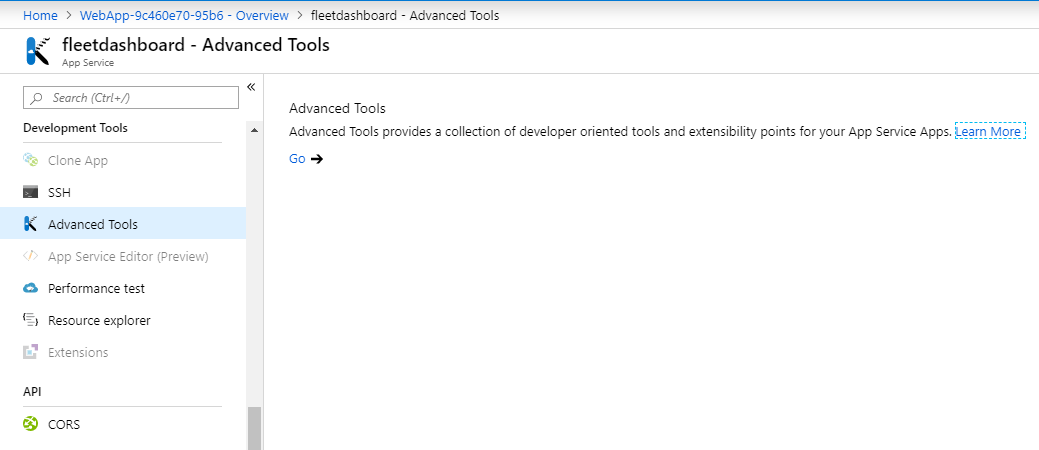 Home > WebApp-9c460e70-95b6 - Overview > fleetdashboard - Advanced Tools
fleetdashboard - Advanced Tools
App Service
Search (Ctrl+/)
Development Tools
Clone App
SSH
Advanced Tools
App Service Editor (Preview)
Performance test
Resource explorer
Extensions
API
CORS
Advanced Tools
Advanced Tools provides a collection of developer oriented tools and extensibility points for your App Service Apps. Learn More
Go